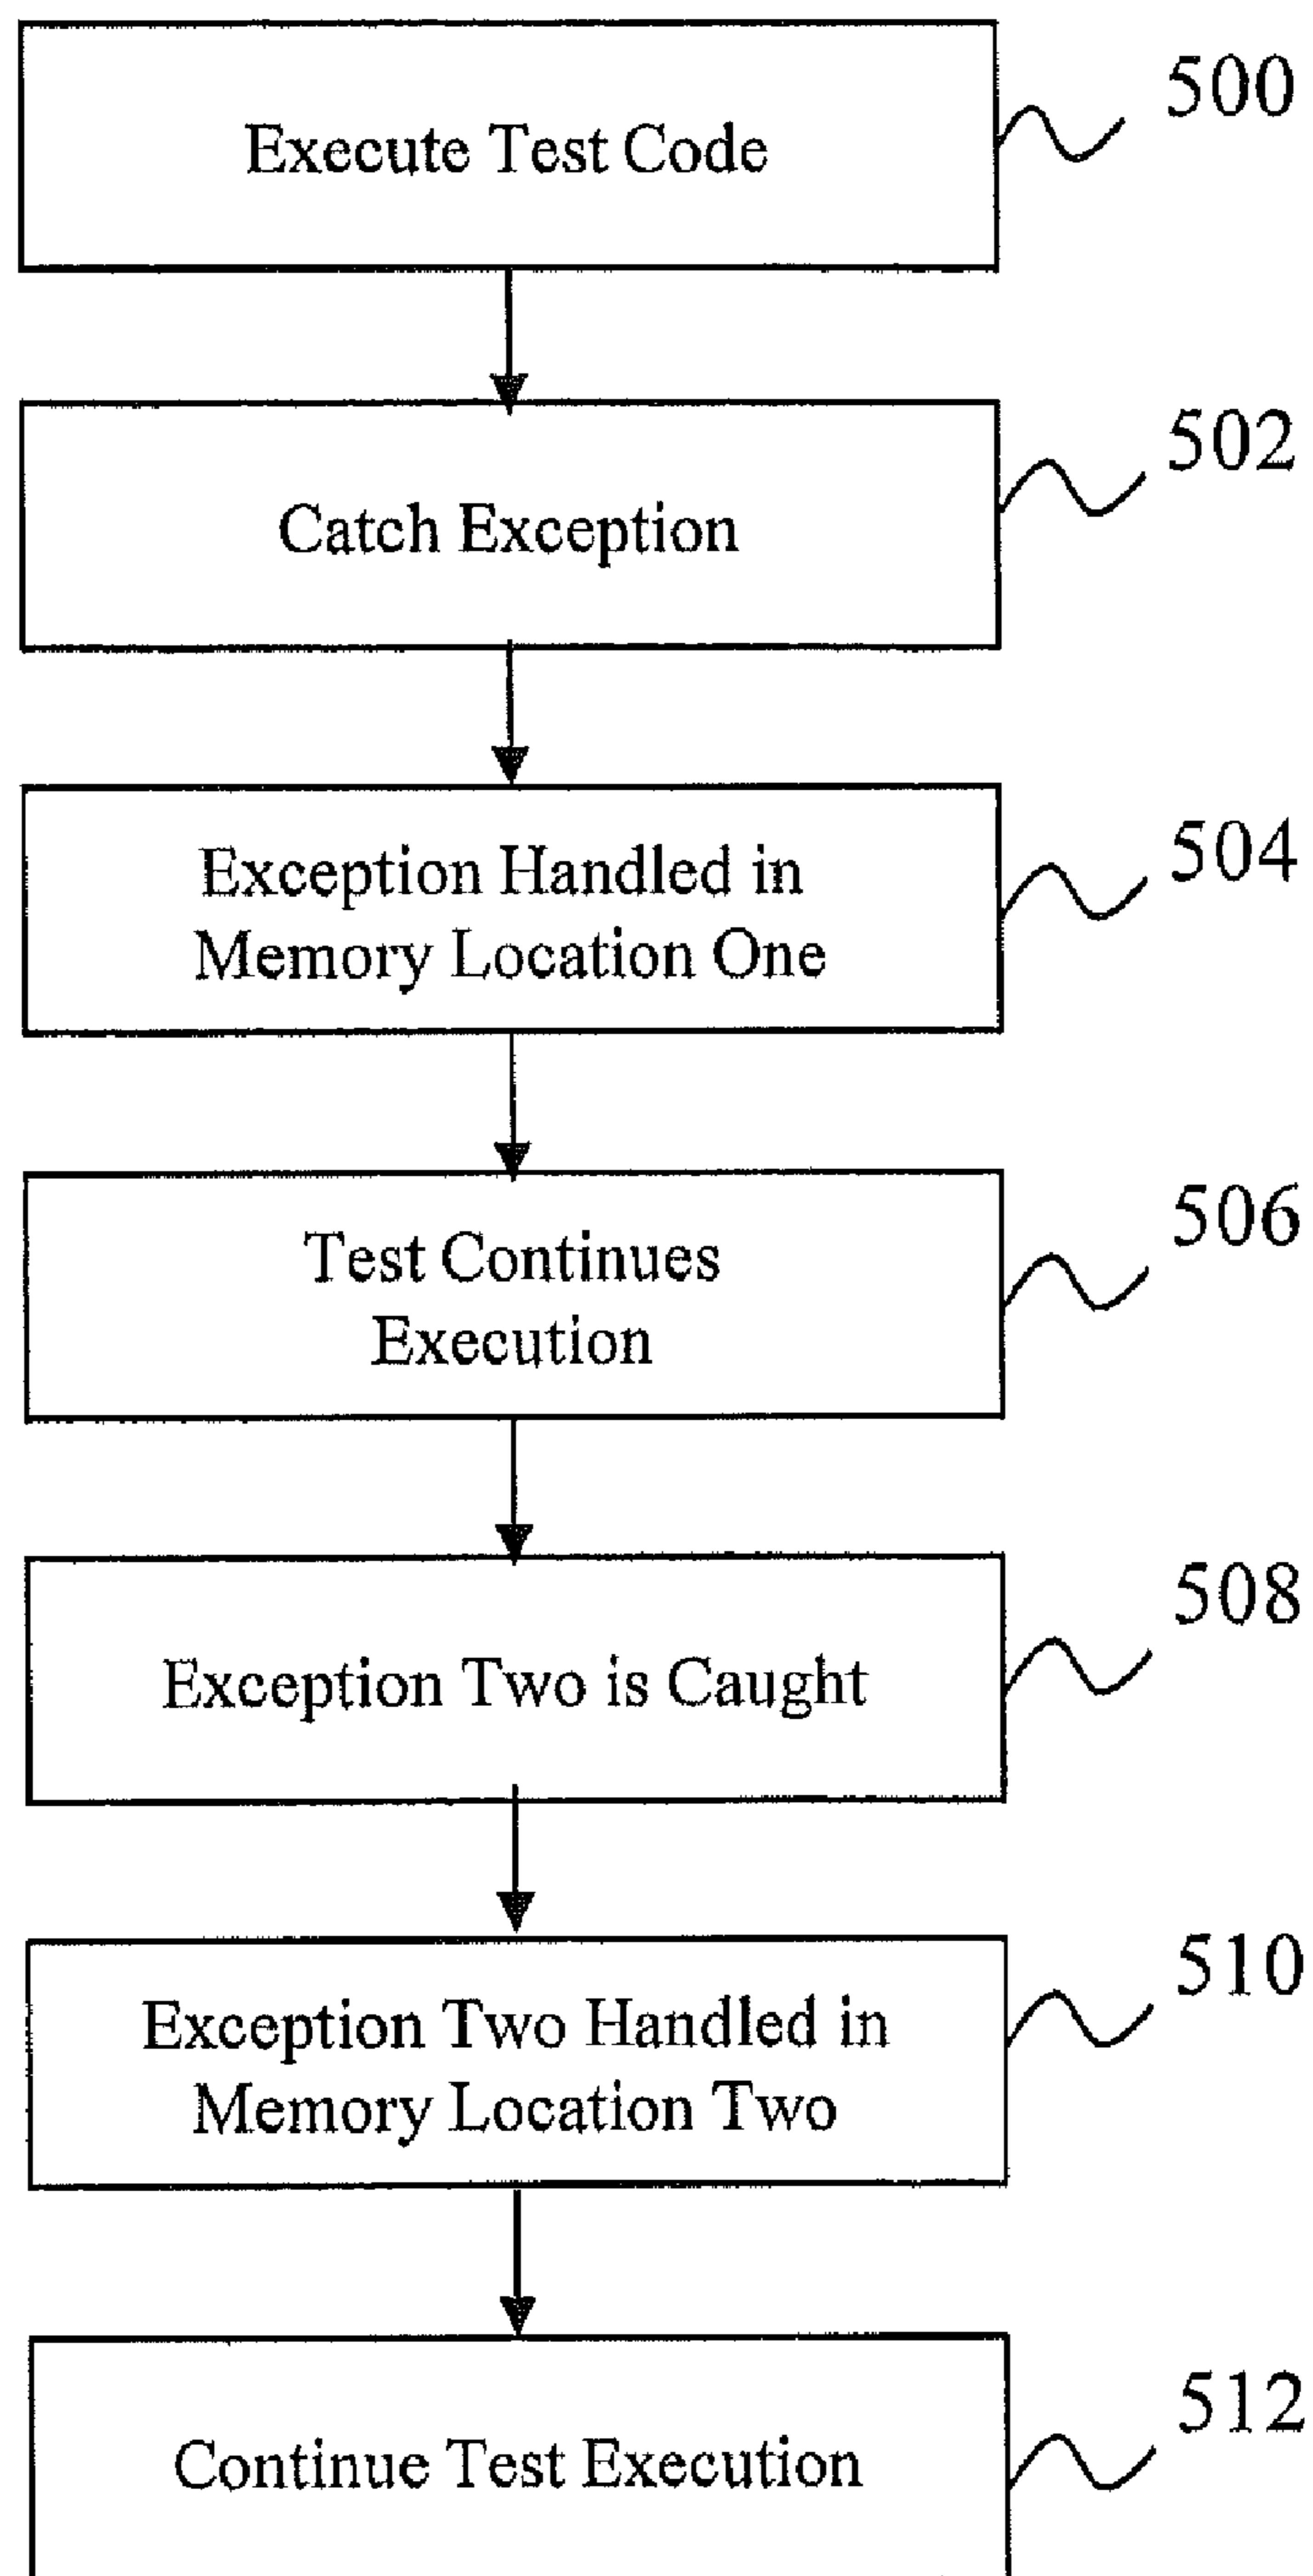 Execute Test Code
500
Catch Exception
502
Exception Handled in
Memory Location One
504
Test Continues
Execution
506
Exception Two is Caught
508
Exception Two Handled in
Memory Location Two
510
Continue Test Execution
512